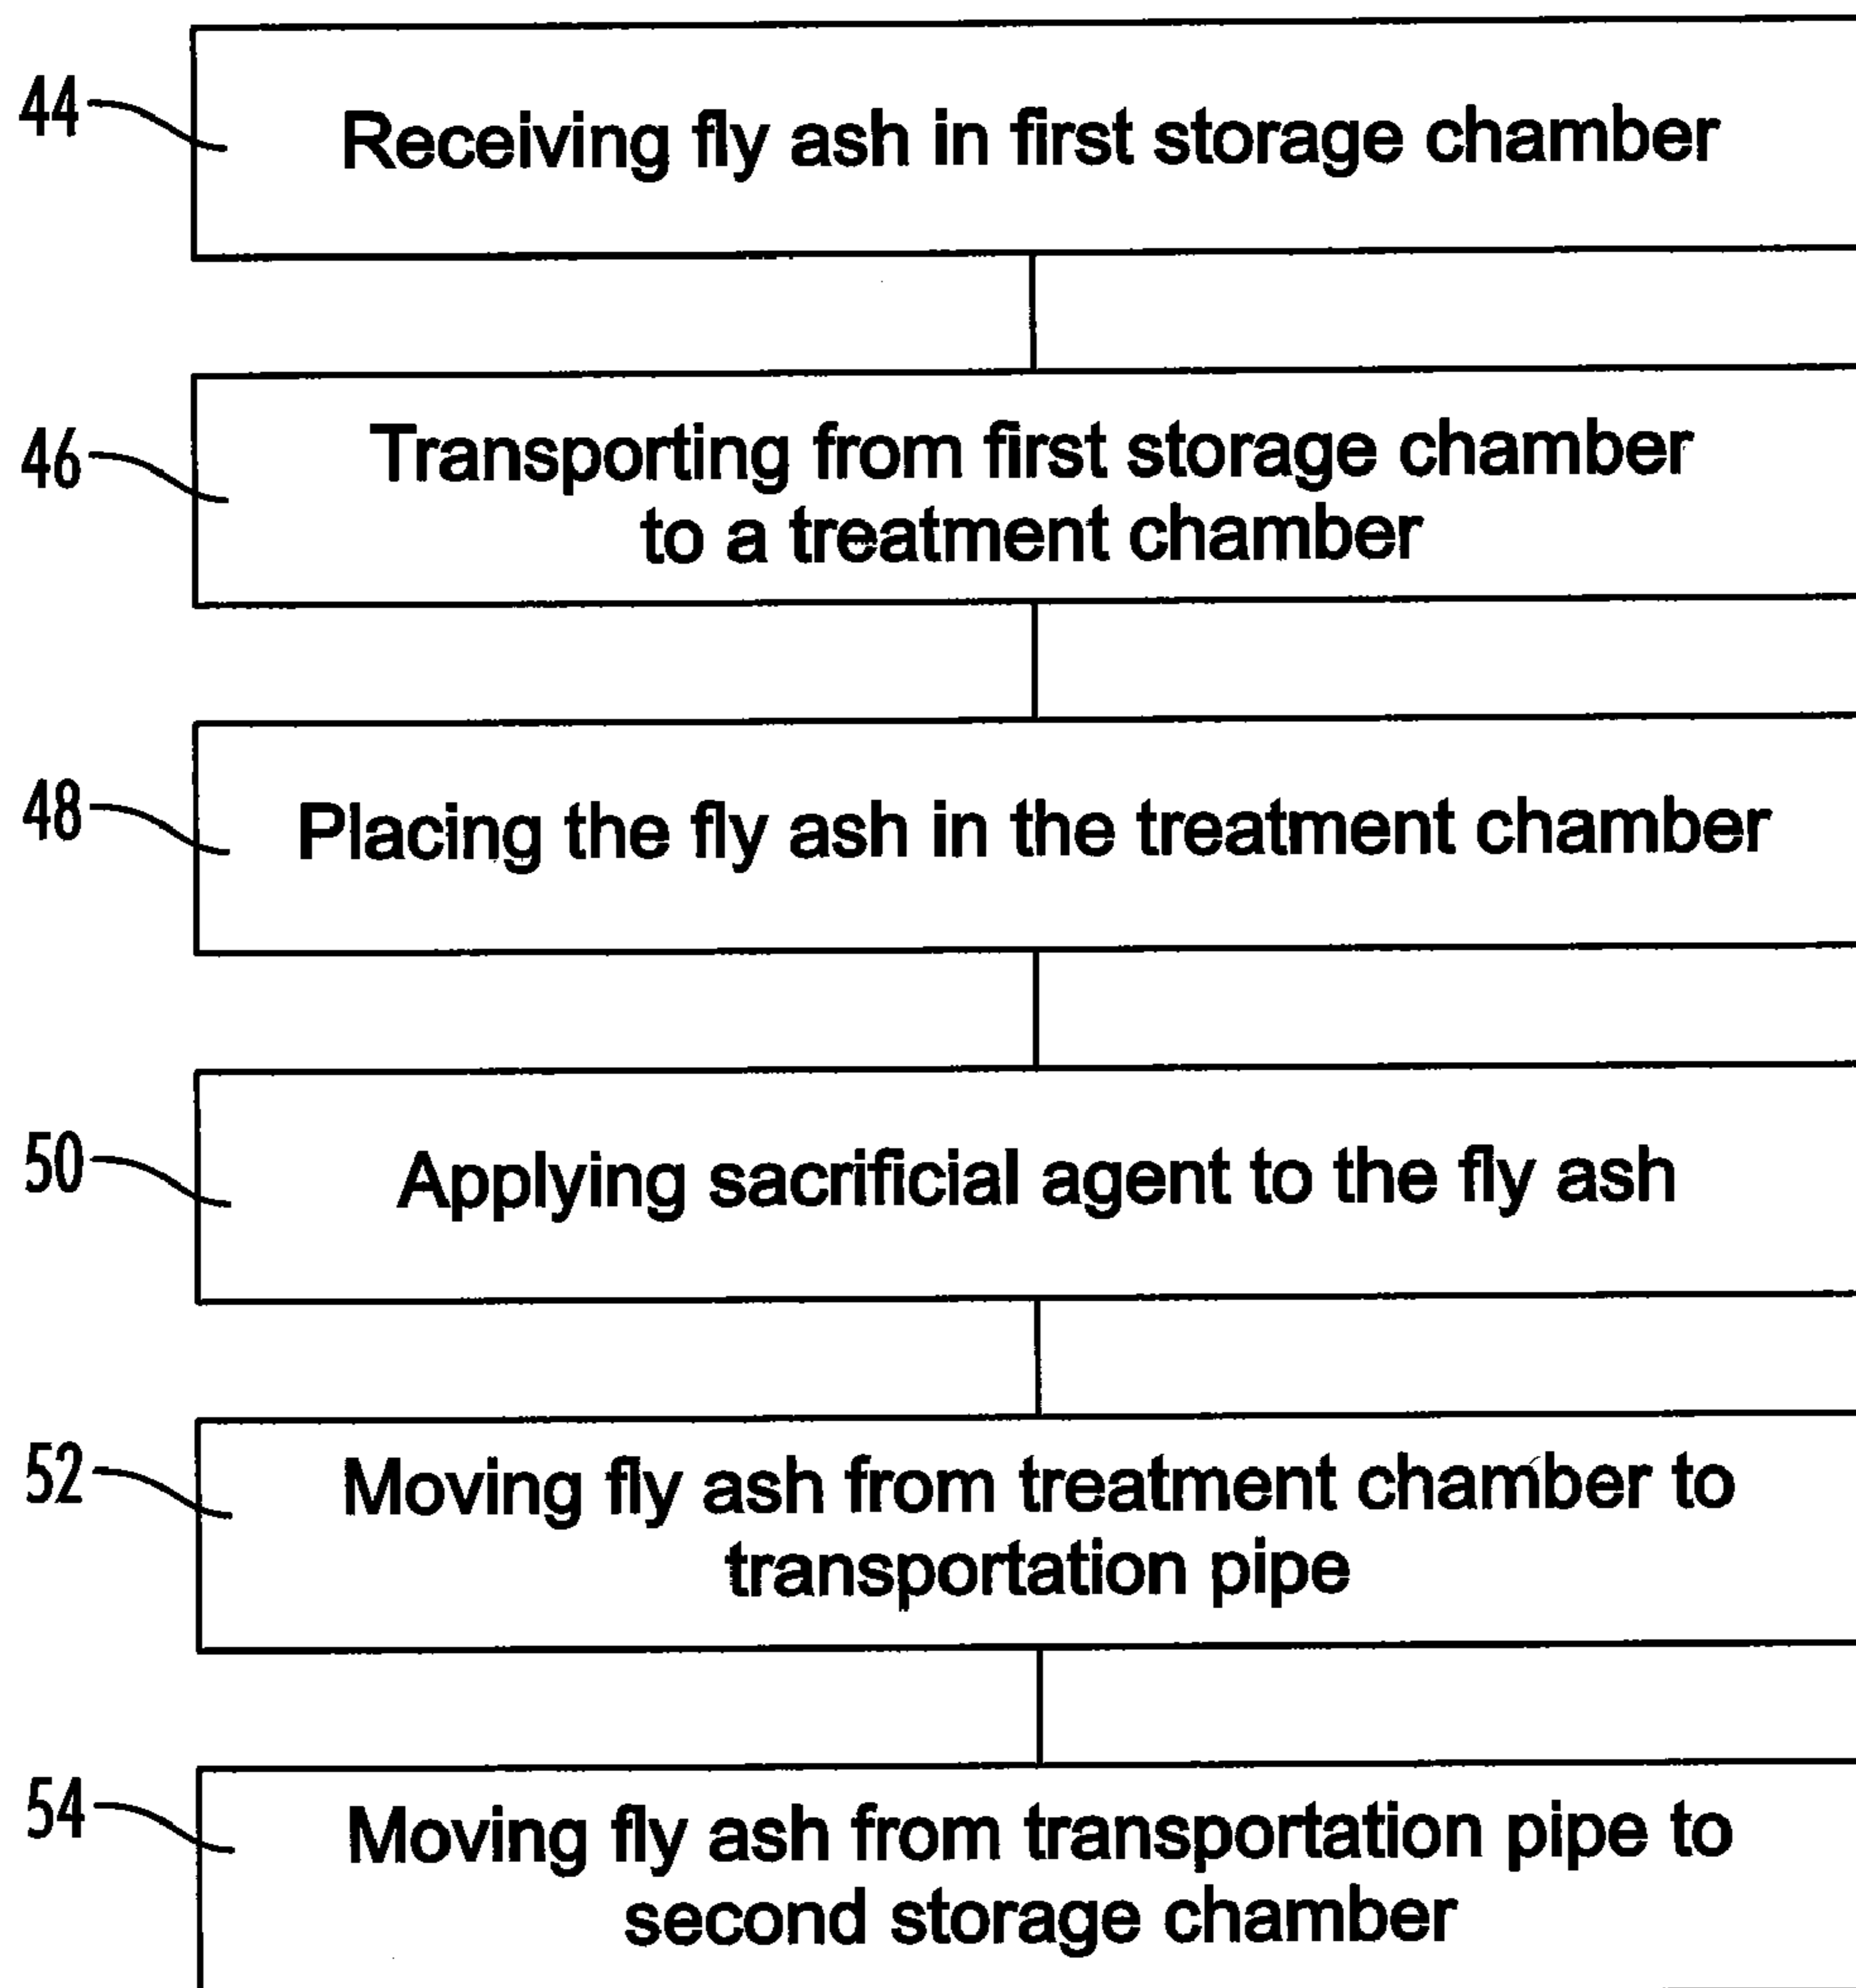 44
Receiving fly ash in first storage chamber
46
Transporting from first storage chamber
to a treatment chamber
48
Placing the fly ash in the treatment chamber
50
Applying sacrificial agent to the fly ash
52
Moving fly ash from treatment chamber to
transportation pipe
54
Moving fly ash from transportation pipe to
second storage chamber